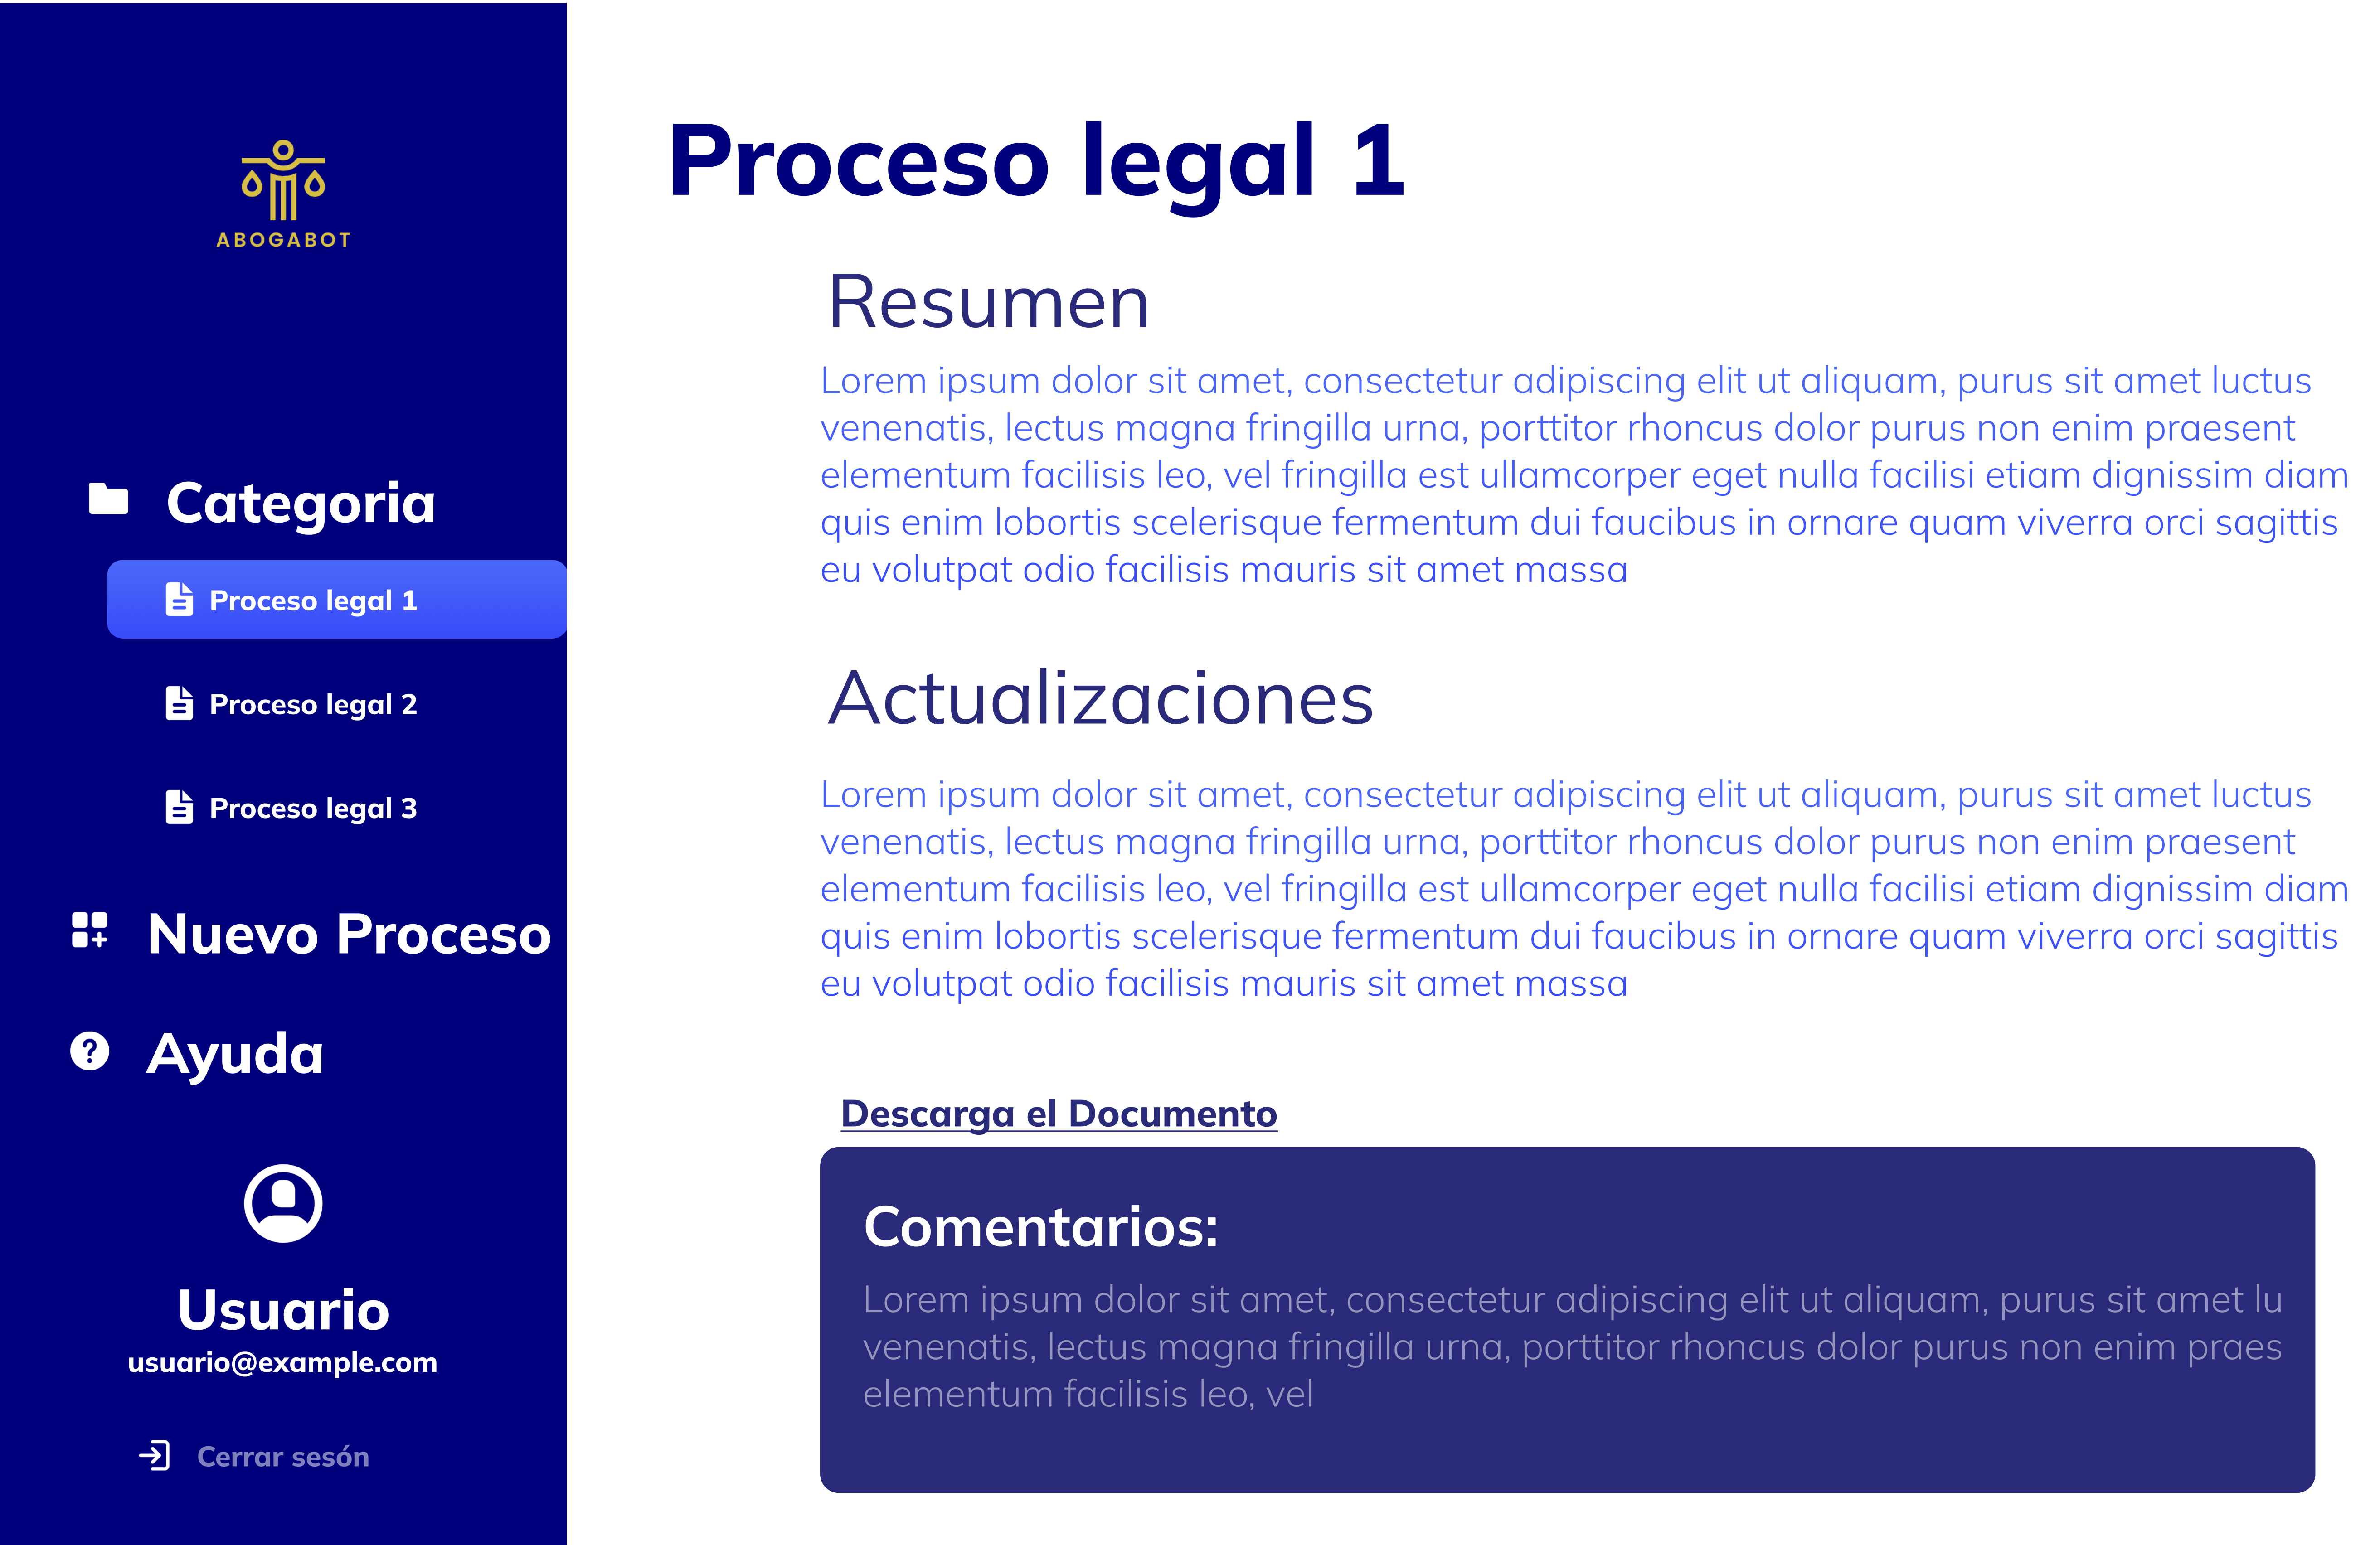 ABOGABOT
Categoria
Proceso legal 1
Proceso legal 2
Proceso legal 3
Nuevo Proceso
Ayuda
Usuario
usuario@example.com
Cerrar sesón
Proceso legal 1
Resumen
Lorem ipsum dolor sit amet, consectetur adipiscing elit ut aliquam, purus sit amet luctus
venenatis, lectus magna fringilla urna, porttitor rhoncus dolor purus non enim praesent
elementum facilisis leo, vel fringilla est ullamcorper eget nulla facilisi etiam dignissim diam
quis enim lobortis scelerisque fermentum dui faucibus in ornare quam viverra orci sagittis
eu volutpat odio facilisis mauris sit amet massa
Actualizaciones
Lorem ipsum dolor sit amet, consectetur adipiscing elit ut aliquam, purus sit amet luctus
venenatis, lectus magna fringilla urna, porttitor rhoncus dolor purus non enim praesent
elementum facilisis leo, vel fringilla est ullamcorper eget nulla facilisi etiam dignissim diam
quis enim lobortis scelerisque fermentum dui faucibus in ornare quam viverra orci sagittis
eu volutpat odio facilisis mauris sit amet massa
Descarga el Documento
Comentarios:
Lorem ipsum dolor sit amet, consectetur adipiscing elit ut aliquam, purus sit amet lu
venenatis, lectus magna fringilla urna, porttitor rhoncus dolor purus non enim praes
elementum facilisis leo, vel